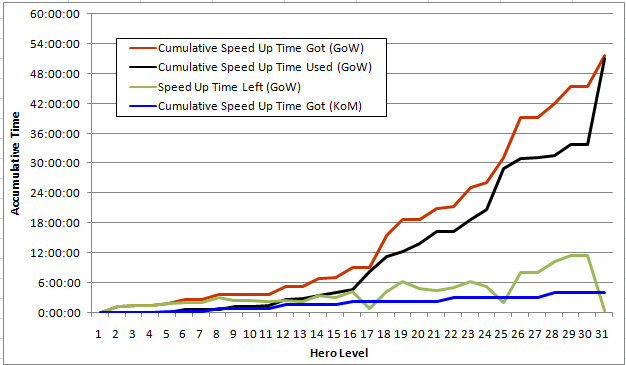 60:00:00
54:00:00
48:00:00
42:00:00
36:00:00
30:00:00
24:00:00
18:00:00
12:00:00
6:00:00
0:00:00
Accumulative Time
Cumulative Speed Up Time Got (GoW)
Cumulative Speed Up Time Used (GoW)
Speed Up Time Left (GoW)
Cumulative Speed Up Time Got (KoM)
1 2 3 4 5 6 7 8 9 10 11 12 13 14 15 16 17 18 19 20 21 22 23 24 25 26 27 28 29 30 31
Hero Level